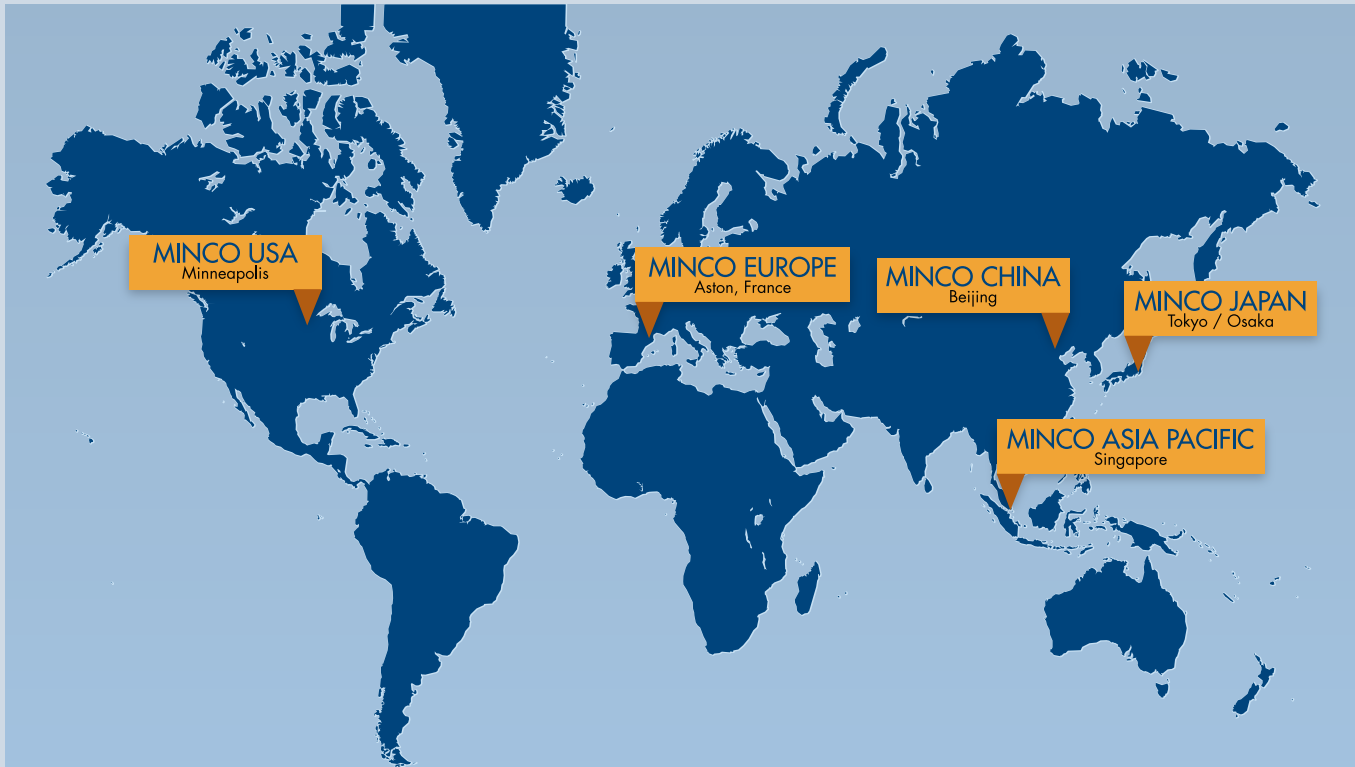 MINCO USA
Minneapolis
MINCO EUROPE
Aston, France
MINCO CHINA
Beijing
MINCO JAPAN
Tokyo / Osaka
MINCO ASIA PACIFIC
Singapore